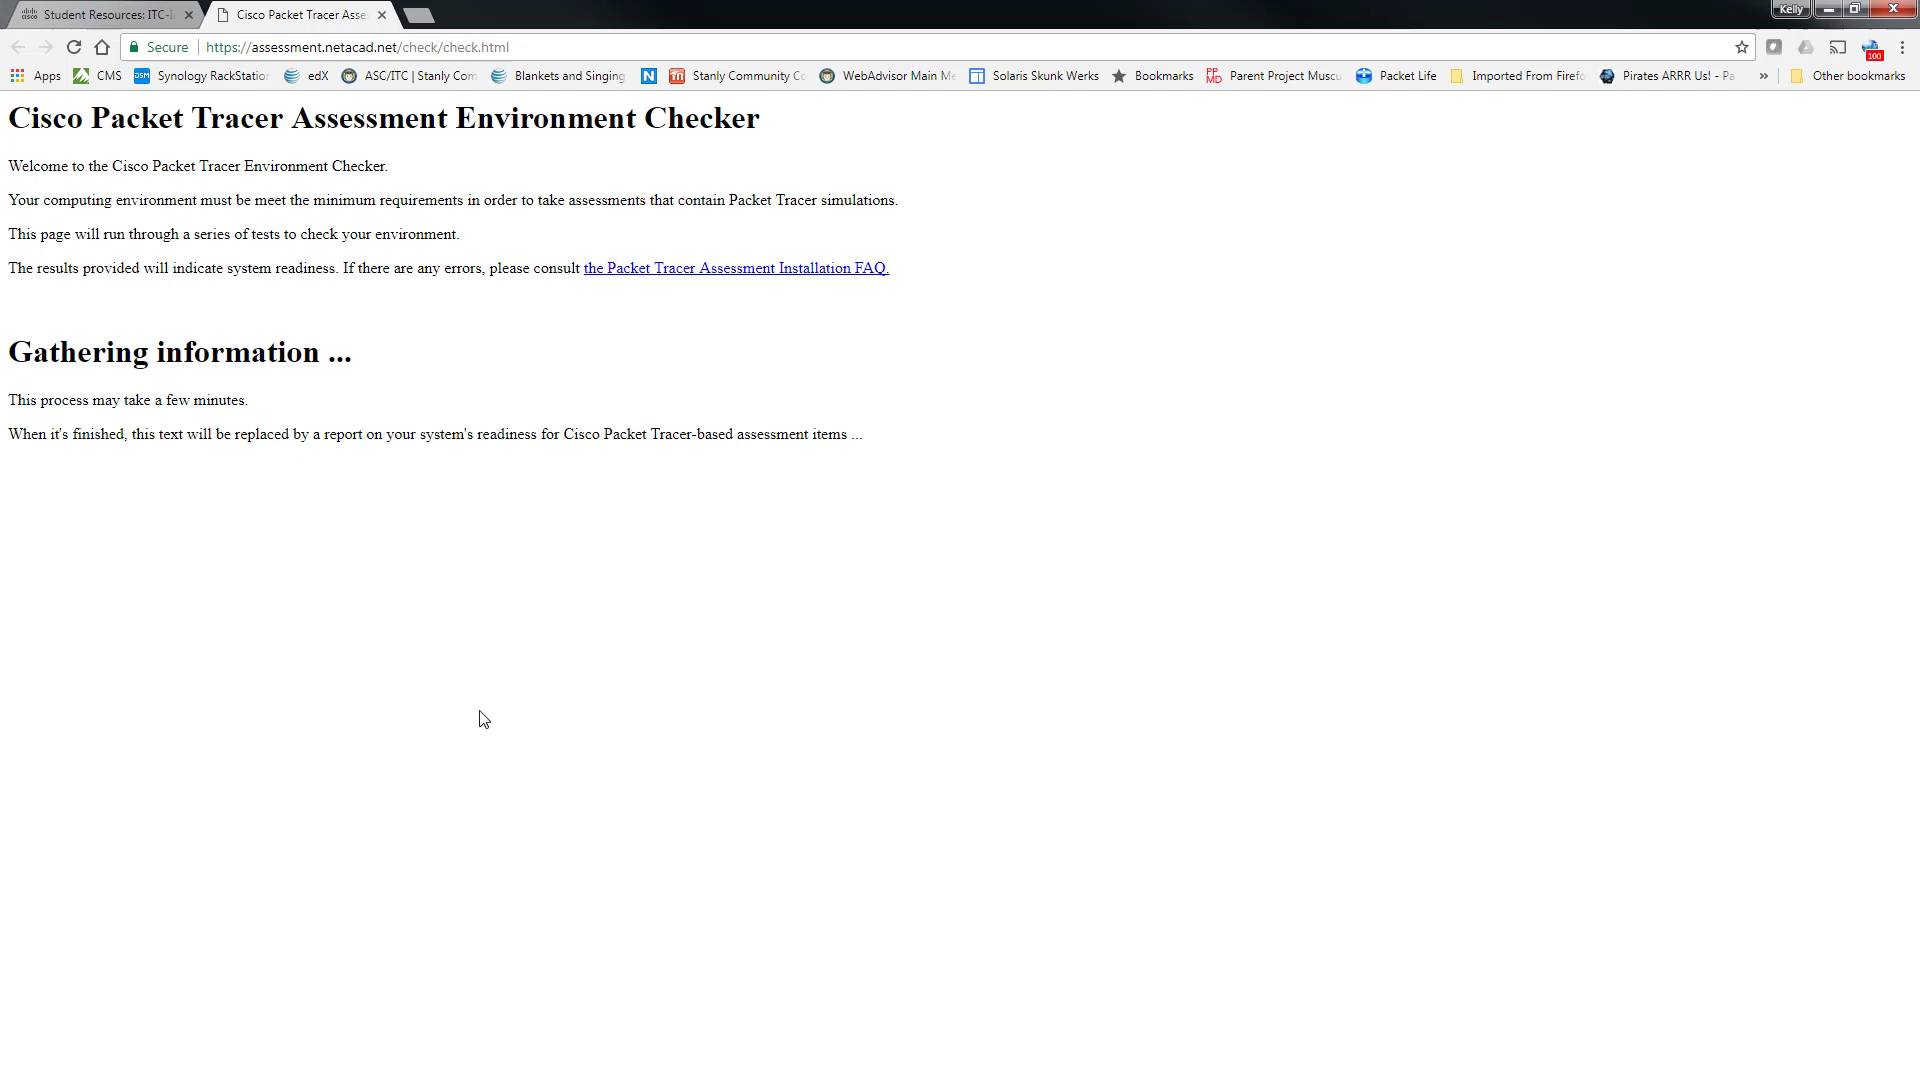 Student Resources: ITC-I
Cisco Packet Tracer Asse
Kelly
Secure https://assessment.netacad.net/check/check.html
100
Apps CMS Synology RackStation edX ASC/ITC | Stanly Com Blankets and Singing N Stanly Community Co WebAdvisor Main Me Solaris Skunk Werks Bookmarks Parent Project Muscu Packet Life Imported From Firefo Pirates ARRR Us! - Pa » Other bookmarks
Cisco Packet Tracer Assessment Environment Checker
Welcome to the Cisco Packet Tracer Environment Checker.
Your computing environment must be meet the minimum requirements in order to take assessments that contain Packet Tracer simulations.
This page will run through a series of tests to check your environment.
The results provided will indicate system readiness. If there are any errors, please consult the Packet Tracer Assessment Installation FAQ.
Gathering information ...
This process may take a few minutes.
When it's finished, this text will be replaced by a report on your system's readiness for Cisco Packet Tracer-based assessment items ...